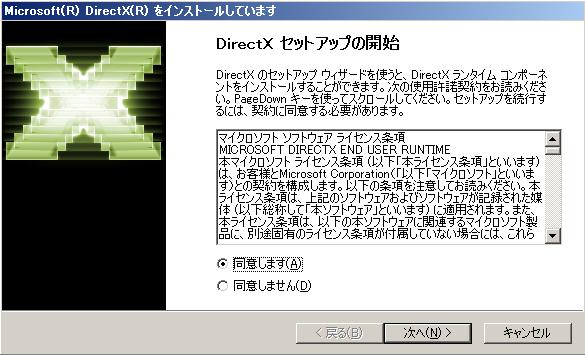 Microsoft(R) DirectX(R) をインストールしています
DirectX セットアップの開始
DirectX のセットアップ ウィザードを使うと、DirectX ランタイム コンポーネ
ントをインストールすることができます。次の使用許諾契約をお読みくださ
い。PageDown キーを使ってスクロールしてください。セットアップを続行す
るには、契約に同意する必要があります。
マイクロソフト ソフトウェア ライセンス条項
MICROSOFT DIRECTX END USER RUNTIME
本マイクロソフト ライセンス条項 (以下「本ライセンス条項」といいます)
は、お客様とMicrosoft Corporation(「以下「マイクロソフト」といいま
す)との契約を構成します。以下の条項を注意してお読みください。本
ライセンス条項は、上記のソフトウェアおよびソフトウェアが記録された媒
体 (以下総称して「本ソフトウェア」といいます) に適用されます。また、
本ライセンス条項は、以下の本ソフトウェアに関連するマイクロソフト製
品に、別途固有のライセンス条項が付属していない場合には、これら
同意します(A)
同意しません(D)
< 戻る(B)
次へ(N) >
キャンセル